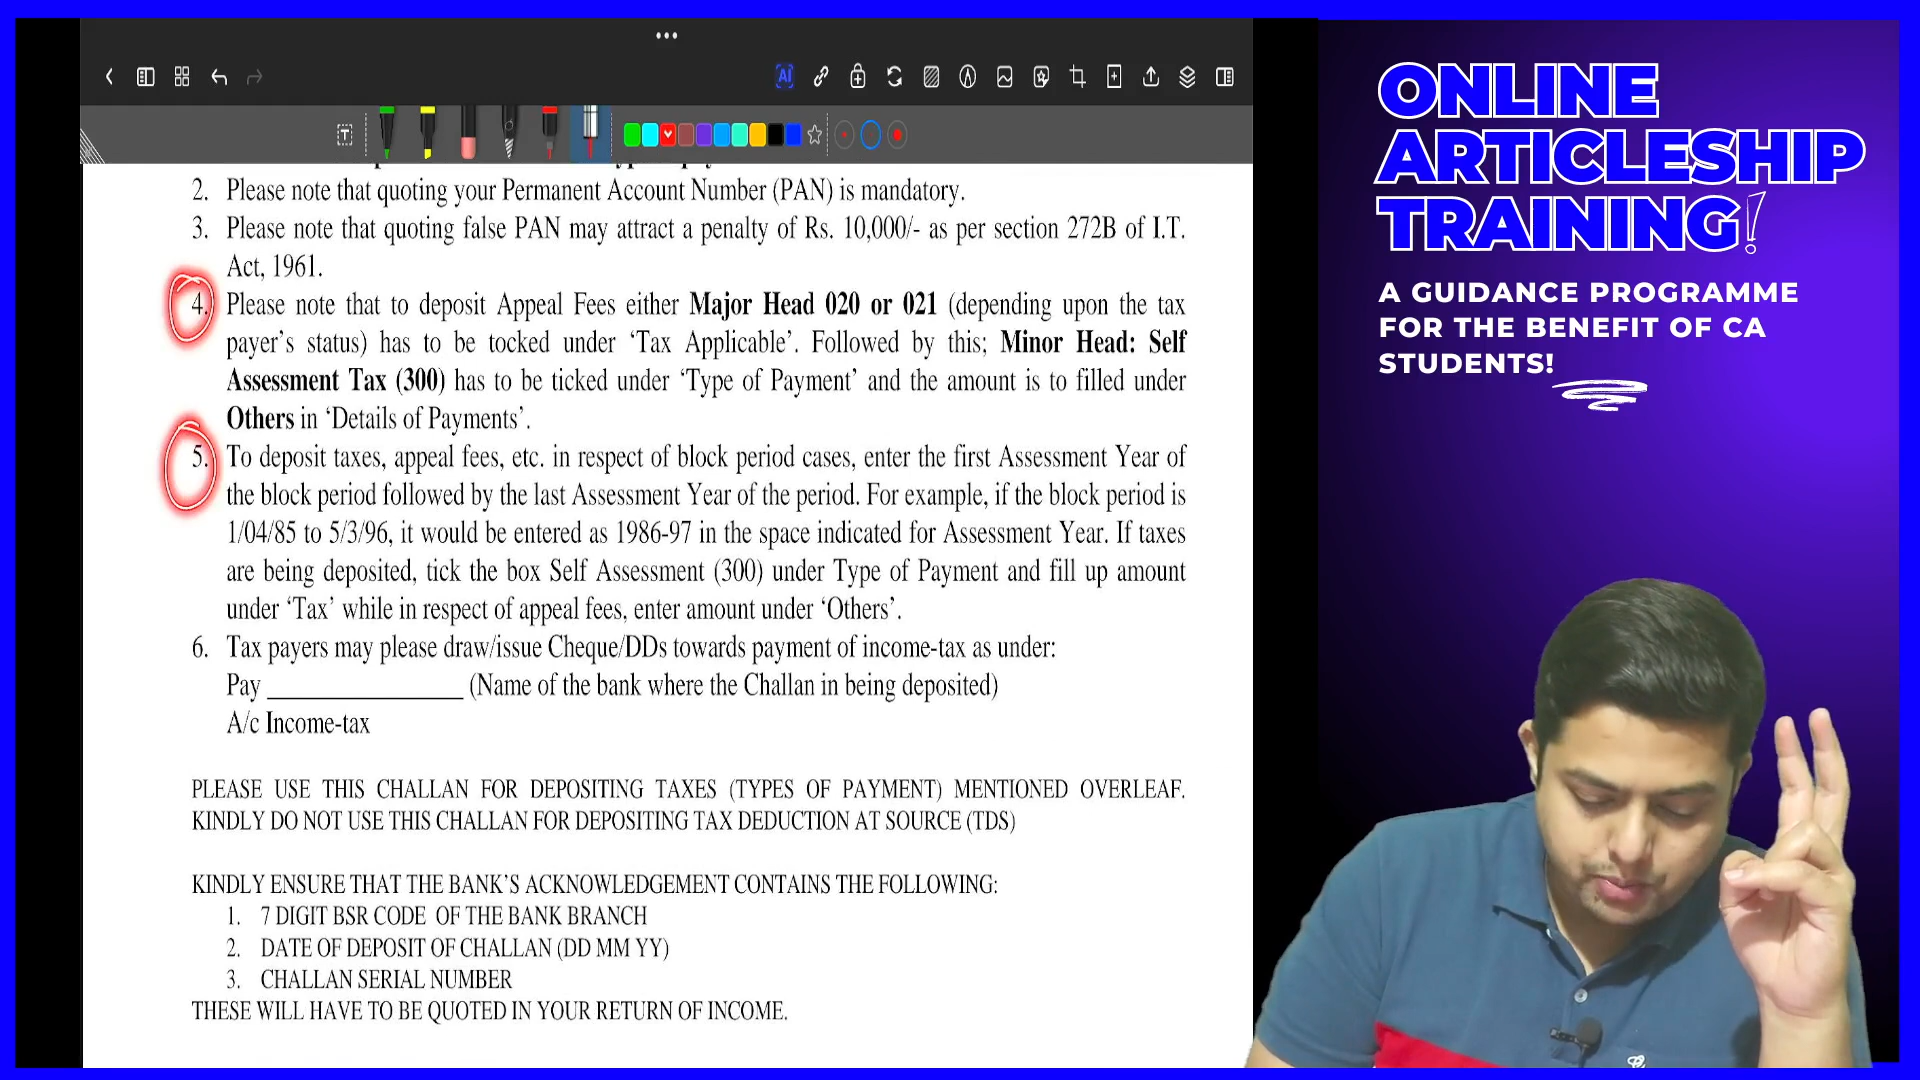 AI
T
2. Please note that quoting your Permanent Account Number (PAN) is mandatory.
3. Please note that quoting false PAN may attract a penalty of Rs. 10,000/- as per section 272B of I.T.
Act, 1961.
4. Please note that to deposit Appeal Fees either Major Head 020 or 021 (depending upon the tax
payer’s status) has to be tocked under ‘Tax Applicable’. Followed by this; Minor Head: Self
Assessment Tax (300) has to be ticked under ‘Type of Payment’ and the amount is to filled under
Others in ‘Details of Payments’.
5. To deposit taxes, appeal fees, etc. in respect of block period cases, enter the first Assessment Year of
the block period followed by the last Assessment Year of the period. For example, if the block period is
1/04/85 to 5/3/96, it would be entered as 1986-97 in the space indicated for Assessment Year. If taxes
are being deposited, tick the box Self Assessment (300) under Type of Payment and fill up amount
under ‘Tax’ while in respect of appeal fees, enter amount under ‘Others’.
6. Tax payers may please draw/issue Cheque/DDs towards payment of income-tax as under:
Pay _________________ (Name of the bank where the Challan in being deposited)
A/c Income-tax
PLEASE USE THIS CHALLAN FOR DEPOSITING TAXES (TYPES OF PAYMENT) MENTIONED OVERLEAF.
KINDLY DO NOT USE THIS CHALLAN FOR DEPOSITING TAX DEDUCTION AT SOURCE (TDS)
KINDLY ENSURE THAT THE BANK’S ACKNOWLEDGEMENT CONTAINS THE FOLLOWING:
1. 7 DIGIT BSR CODE OF THE BANK BRANCH
2. DATE OF DEPOSIT OF CHALLAN (DD MM YY)
3. CHALLAN SERIAL NUMBER
THESE WILL HAVE TO BE QUOTED IN YOUR RETURN OF INCOME.
ONLINE
ARTICLESHIP
TRAINING!
A GUIDANCE PROGRAMME
FOR THE BENEFIT OF CA
STUDENTS!